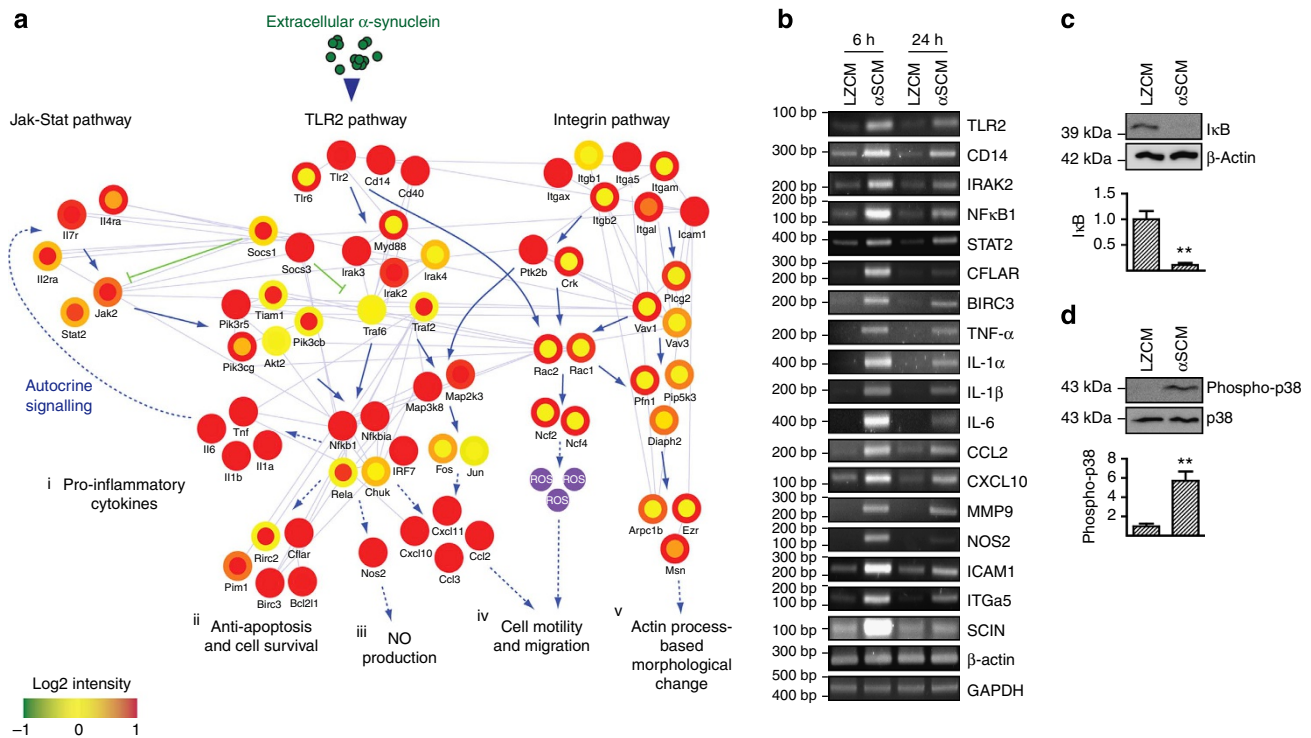 a
Extracellular α-synuclein
Jak-Stat pathway
TLR2 pathway
Integrin pathway
Tlr6
Tlr2
Cd14
Cd40
Itgax
Itgb1
Itga5
Itgam
Itgb2
Itgal
Icam1
Il7r
Il4ra
Il2ra
Jak2
Stat2
Socs1
Socs3
Myd88
Irak3
Irak4
Irak2
Ptk2b
Crk
Plcg2
Vav1
Vav3
Pik3r5
Tiam1
Pik3cb
Akt2
Pik3cg
Traf6
Traf2
Rac2
Rac1
Pfn1
Pip5k3
Map3k8
Map2k3
Diaph2
Autocrine
signalling
Tnf
Il6
Il1a
Il1b
Nfkb1
Nfkbia
IRF7
Rela
Chuk
Fos
Jun
Ncf2
Ncf4
ROS
ROS
ROS
i Pro-inflammatory
cytokines
Rirc2
Cflar
Pim1
Birc3
Bcl2l1
Nos2
Cxcl11
Cxcl10
Ccl2
Ccl3
Arpc1b
Ezr
Msn
ii Anti-apoptosis
and cell survival
iii NO
production
iv Cell motility
and migration
v Actin process-
based
morphological
change
Log2 intensity
−1 0 1
b
6 h 24 h
LZCM αSCM LZCM αSCM
100 bp TLR2
300 bp CD14
200 bp IRAK2
200 bp
100 bp NFκB1
400 bp STAT2
300 bp
200 bp CFLAR
200 bp BIRC3
200 bp TNF-α
400 bp IL-1α
200 bp IL-1β
400 bp IL-6
200 bp CCL2
100 bp CXCL10
300 bp
200 bp MMP9
200 bp
100 bp NOS2
300 bp
200 bp ICAM1
200 bp
100 bp ITGa5
100 bp SCIN
300 bp β-actin
500 bp
400 bp GAPDH
c
LZCM αSCM
39 kDa IκB
42 kDa β-Actin
IκB
1.5
1.0
0.5
**
d
LZCM αSCM
43 kDa Phospho-p38
43 kDa p38
Phospho-p38
8
6
4
2
**